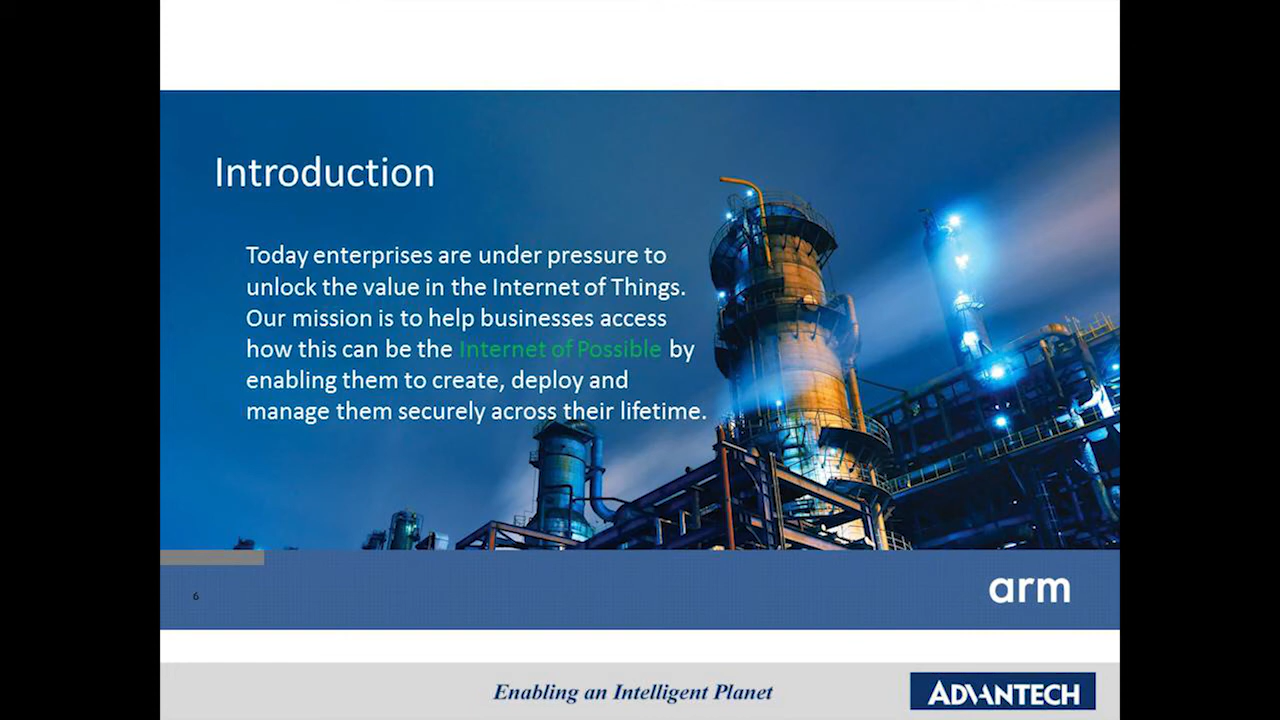 Introduction
Today enterprises are under pressure to
unlock the value in the Internet of Things.
Our mission is to help businesses access
how this can be the Internet of Possible by
enabling them to create, deploy and
manage them securely across their lifetime.
6
arm
Enabling an Intelligent Planet
ADVANTECH